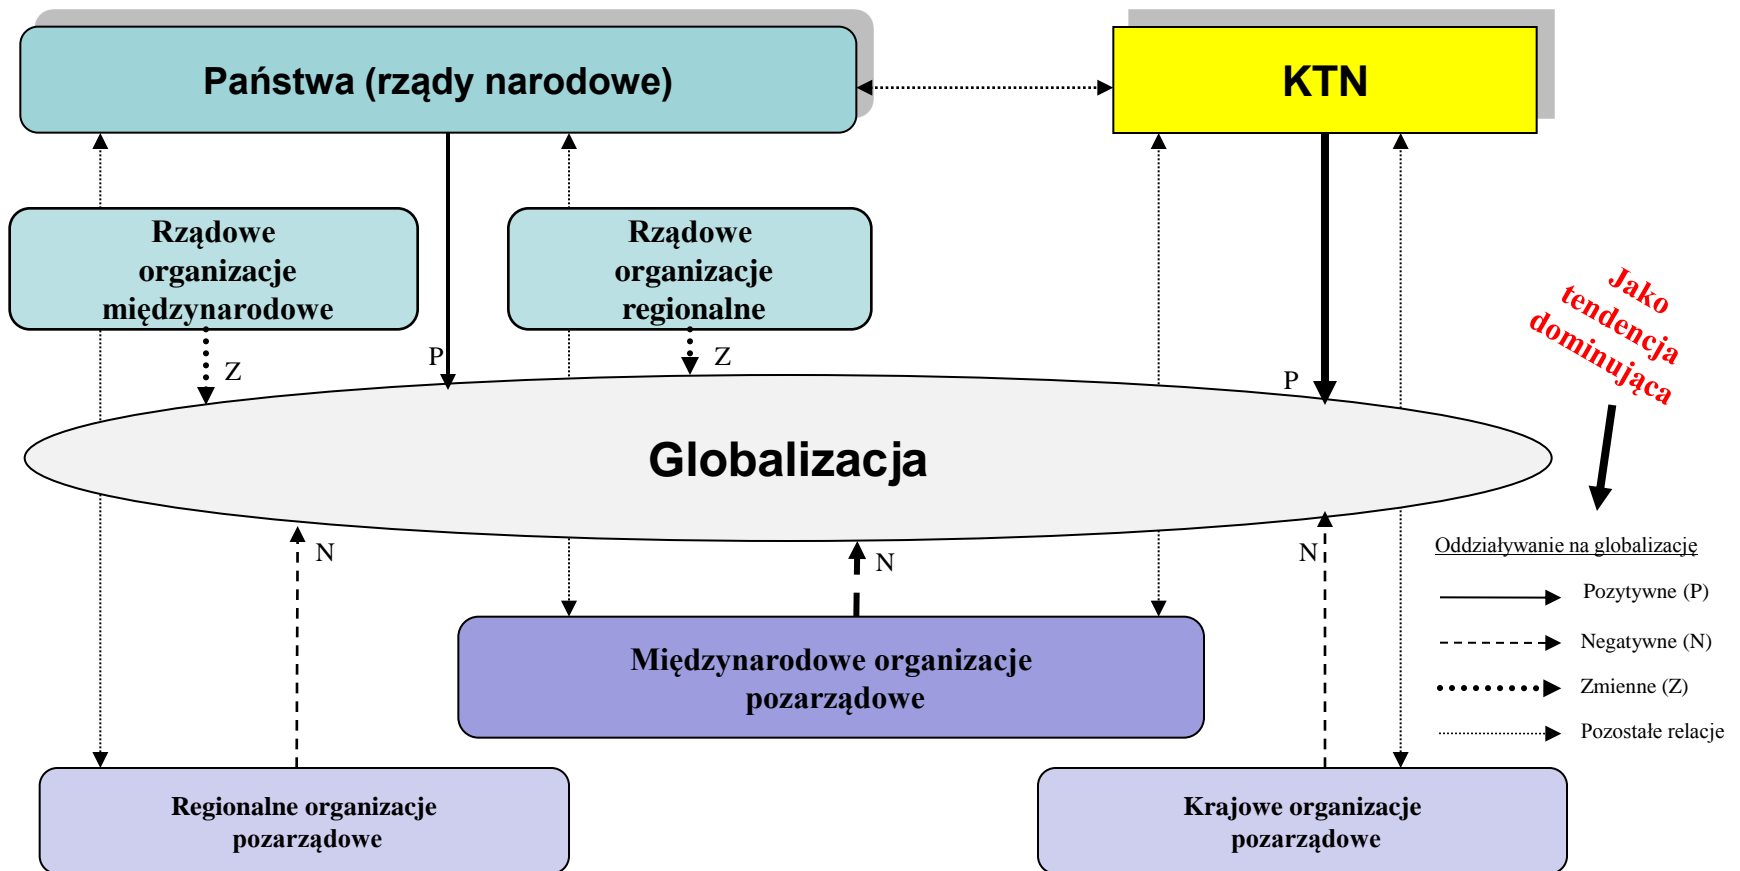 Państwa (rządy narodowe)
KTN
Rządowe
organizacje
międzynarodowe
Rządowe
organizacje
regionalne
Jako
tendencja
dominująca
Z
P
Z
P
Globalizacja
N
N
N
Oddziaływanie na globalizację
Pozytywne (P)
Negatywne (N)
Zmienne (Z)
Pozostałe relacje
Międzynarodowe organizacje
pozarządowe
Regionalne organizacje
pozarządowe
Krajowe organizacje
pozarządowe